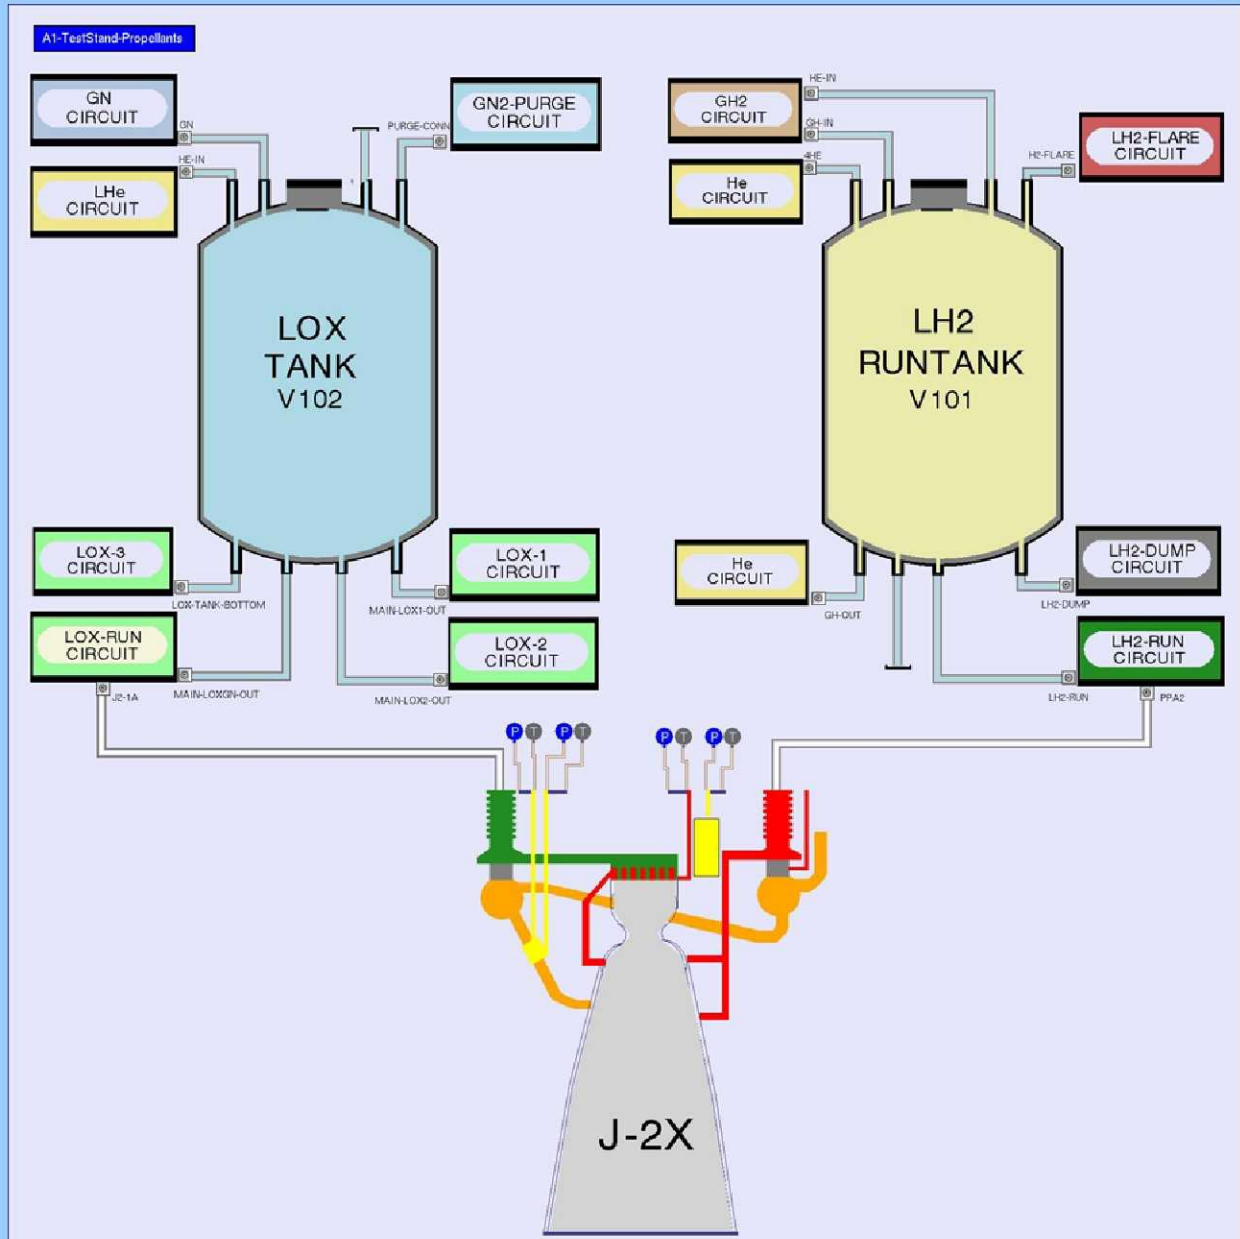 A1-TestStand-Propellants
GN
CIRCUIT
GN
HE-IN
LHe
CIRCUIT
PURGE-CONN
GN2-PURGE
CIRCUIT
LOX
TANK
V102
LOX-3
CIRCUIT
LOX-TANK-BOTTOM
LOX-RUN
CIRCUIT
MAIN-LOXGN-OUT
J2-1A
LOX-1
CIRCUIT
MAIN-LOX1-OUT
LOX-2
CIRCUIT
MAIN-LOX2-OUT
HE-IN
GH2
CIRCUIT
GH-IN
4HE
He
CIRCUIT
H2-FLARE
LH2-FLARE
CIRCUIT
LH2
RUNTANK
V101
He
CIRCUIT
GH-OUT
LH2-DUMP
CIRCUIT
LH2-DUMP
LH2-RUN
CIRCUIT
LH2-RUN
PPA2
P T P T
P T P T
J-2X